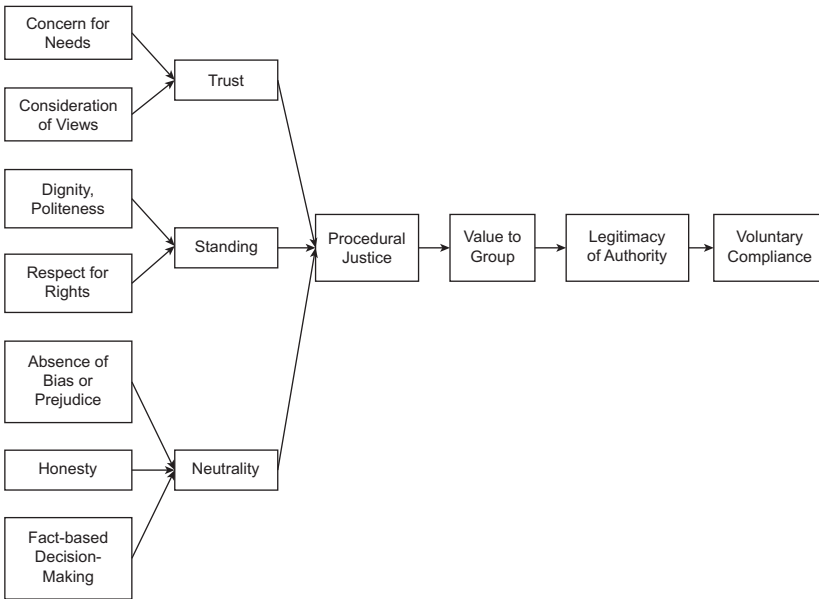 Concern for
Needs
Trust
Consideration
of Views
Dignity,
Politeness
Standing
Respect for
Rights
Procedural
Justice
Value to
Group
Legitimacy
of Authority
Voluntary
Compliance
Absence of
Bias or
Prejudice
Honesty
Neutrality
Fact-based
Decision-
Making